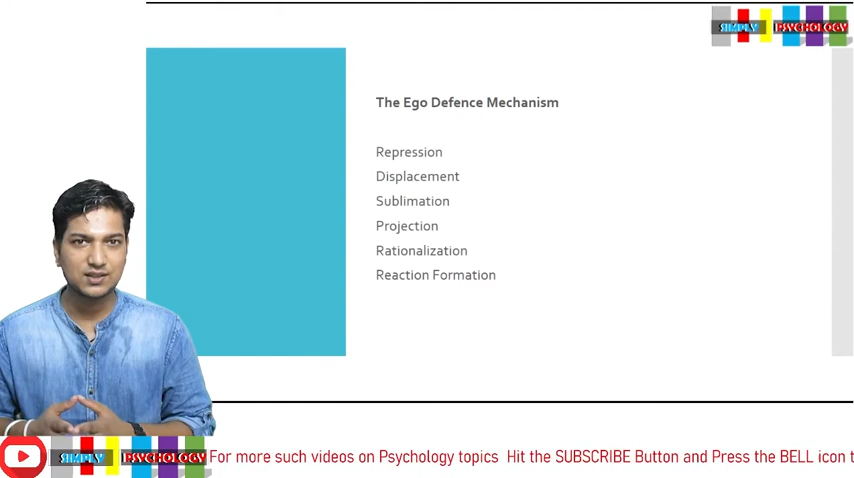 SIMPLY PSYCHOLOGY
The Ego Defence Mechanism
Repression
Displacement
Sublimation
Projection
Rationalization
Reaction Formation
SIMPLY PSYCHOLOGY For more such videos on Psychology topics Hit the SUBSCRIBE Button and Press the BELL icon t